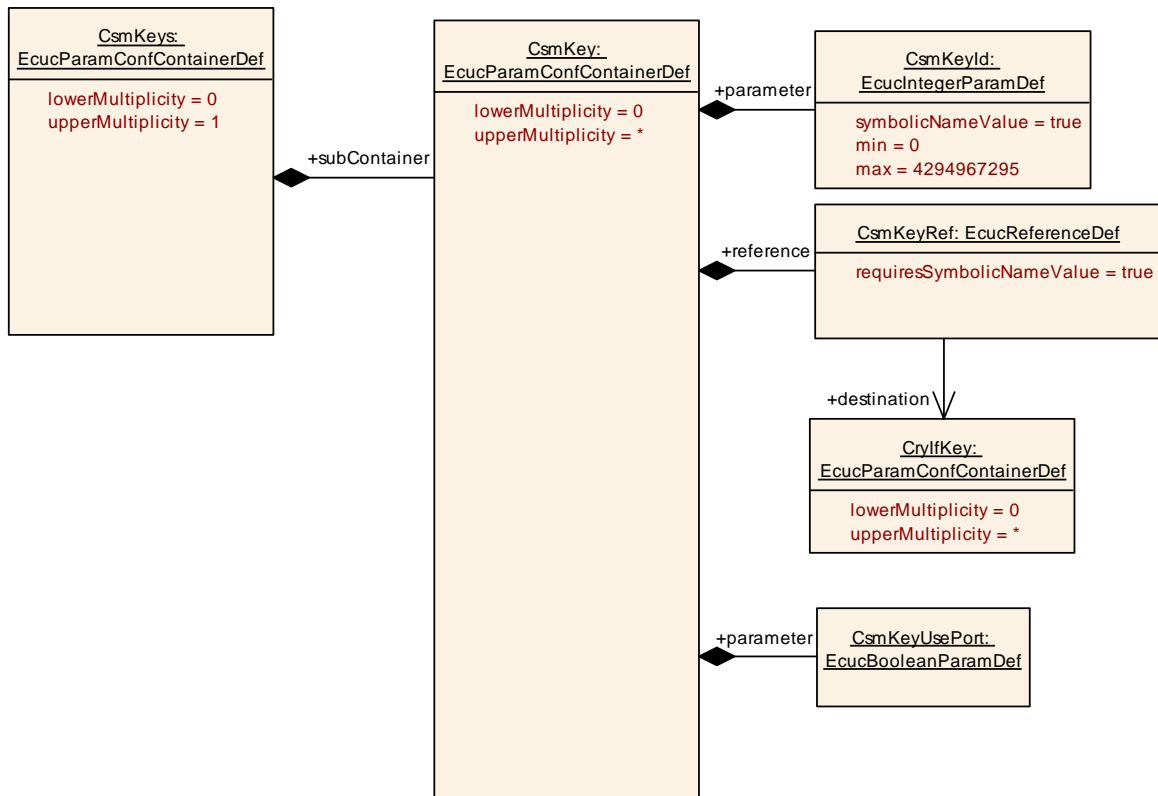 CsmKeys:
EcucParamConfContainerDef
lowerMultiplicity = 0
upperMultiplicity = 1
+subContainer
CsmKey:
EcucParamConfContainerDef
lowerMultiplicity = 0
upperMultiplicity = *
+parameter
CsmKeyId:
EcucIntegerParamDef
symbolicNameValue = true
min = 0
max = 4294967295
+reference
CsmKeyRef: EcucReferenceDef
requiresSymbolicNameValue = true
+destination
CryIfKey:
EcucParamConfContainerDef
lowerMultiplicity = 0
upperMultiplicity = *
+parameter
CsmKeyUsePort:
EcucBooleanParamDef